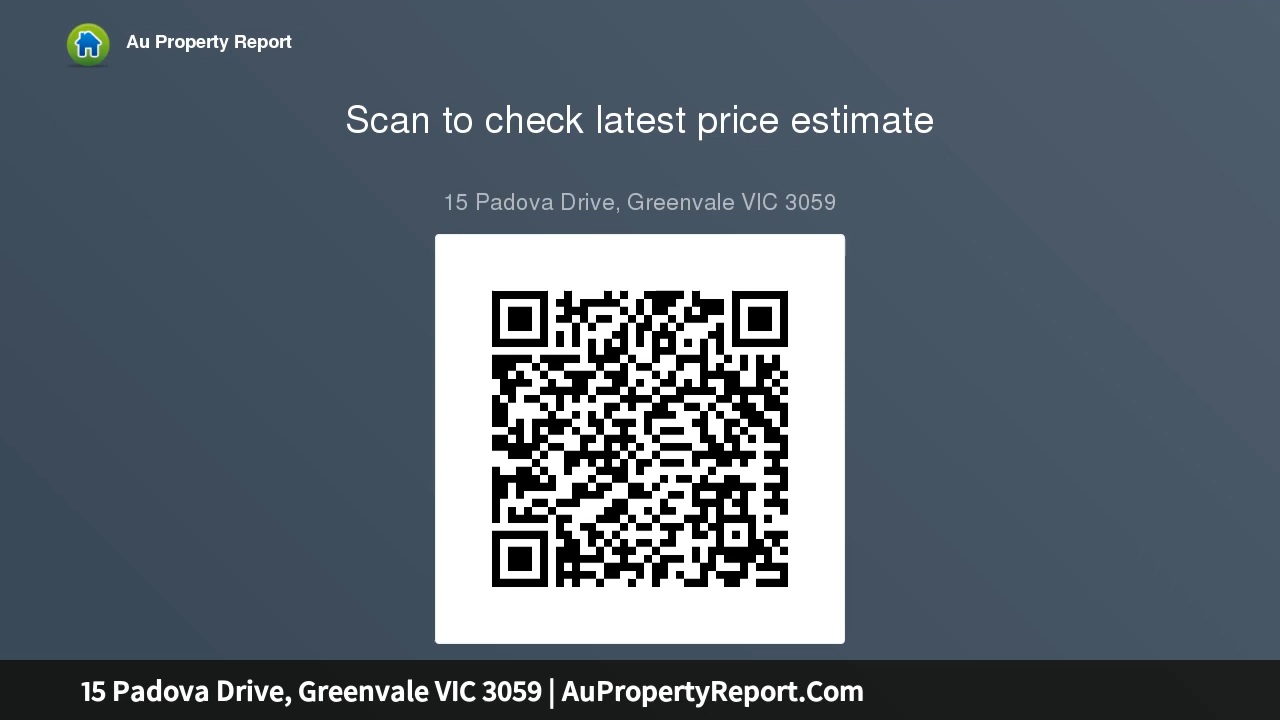 Au Property Report
Scan to check latest price estimate
15 Padova Drive, Greenvale VIC 3059
15 Padova Drive, Greenvale VIC 3059 | AuPropertyReport.Com